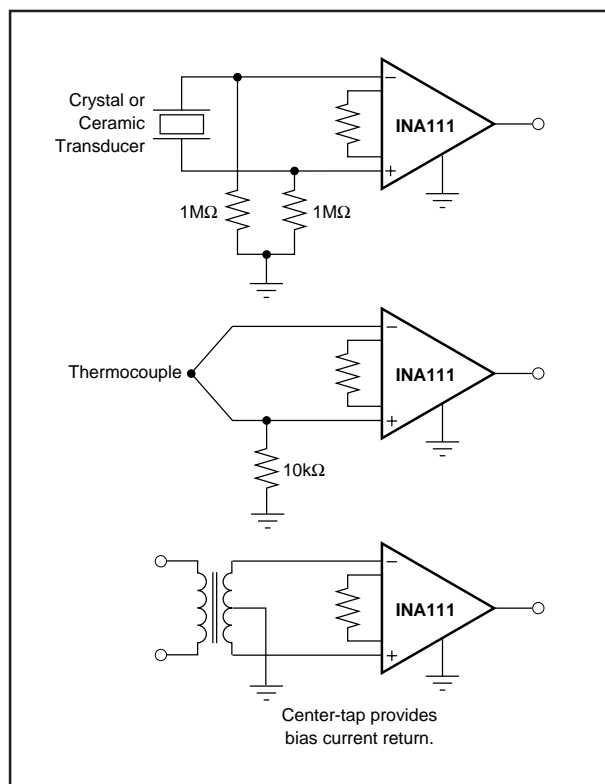 Crystal or
Ceramic
Transducer
−
INA111
+
1MΩ
1MΩ
−
Thermocouple
INA111
+
10kΩ
−
INA111
+
Center-tap provides
bias current return.